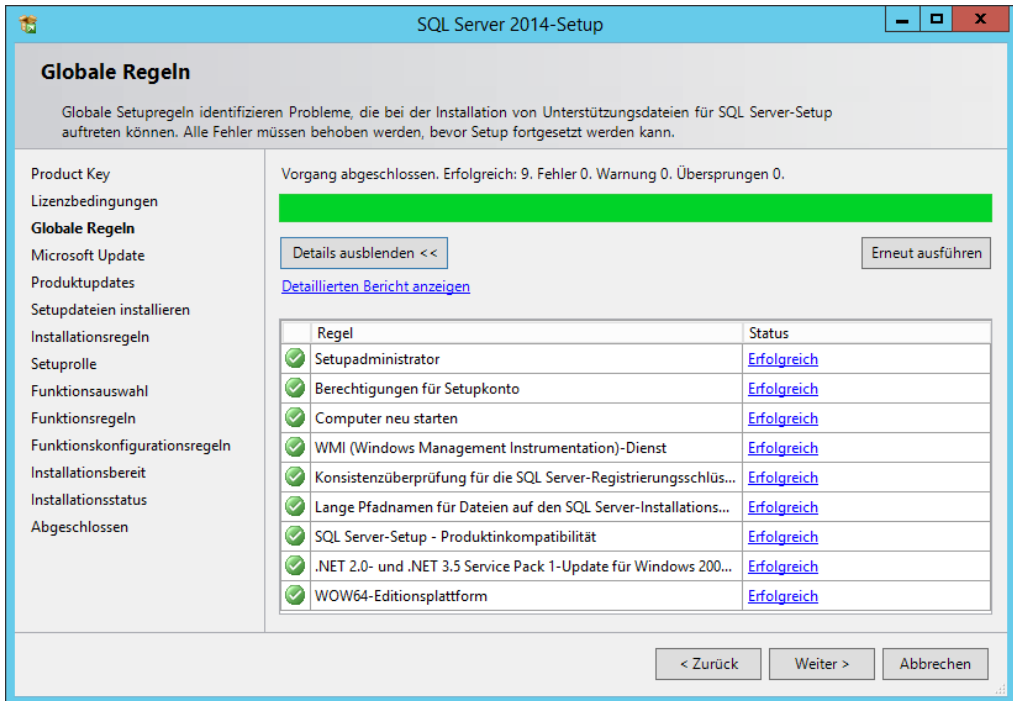 SQL Server 2014-Setup
Globale Regeln
Globale Setupregeln identifizieren Probleme, die bei der Installation von Unterstützungsdateien für SQL Server-Setup
auftreten können. Alle Fehler müssen behoben werden, bevor Setup fortgesetzt werden kann.
Product Key
Lizenzbedingungen
Globale Regeln
Microsoft Update
Produktupdates
Setupdateien installieren
Installationsregeln
Setuprolle
Funktionsauswahl
Funktionsregeln
Funktionskonfigurationsregeln
Installationsbereit
Installationsstatus
Abgeschlossen
Vorgang abgeschlossen. Erfolgreich: 9. Fehler 0. Warnung 0. Übersprungen 0.
Details ausblenden << Erneut ausführen
Detaillierten Bericht anzeigen
Regel Status
Setupadministrator Erfolgreich
Berechtigungen für Setupkonto Erfolgreich
Computer neu starten Erfolgreich
WMI (Windows Management Instrumentation)-Dienst Erfolgreich
Konsistenzüberprüfung für die SQL Server-Registrierungsschlüs... Erfolgreich
Lange Pfadnamen für Dateien auf den SQL Server-Installations... Erfolgreich
SQL Server-Setup - Produktinkompatibilität Erfolgreich
.NET 2.0- und .NET 3.5 Service Pack 1-Update für Windows 200... Erfolgreich
WOW64-Editionsplattform Erfolgreich
< Zurück Weiter > Abbrechen